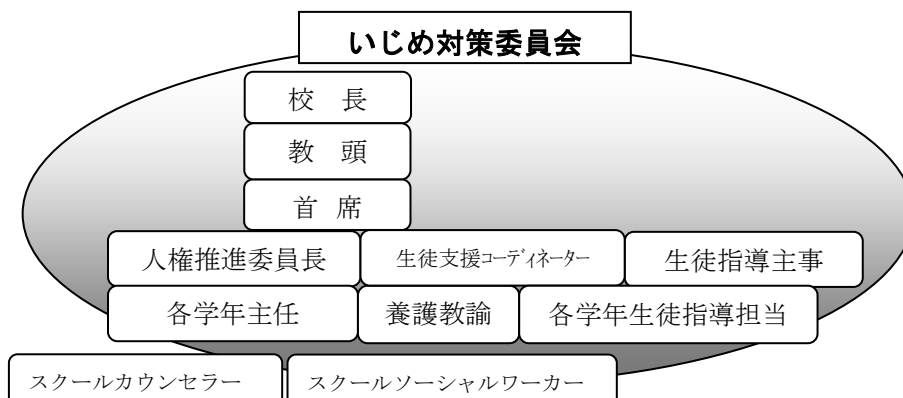 いじめ対策委員会
校　長
教　頭
首　席
人権推進委員長 生徒支援コーディネーター 生徒指導主事
各学年主任 養護教諭 各学年生徒指導担当
スクールカウンセラー スクールソーシャルワーカー